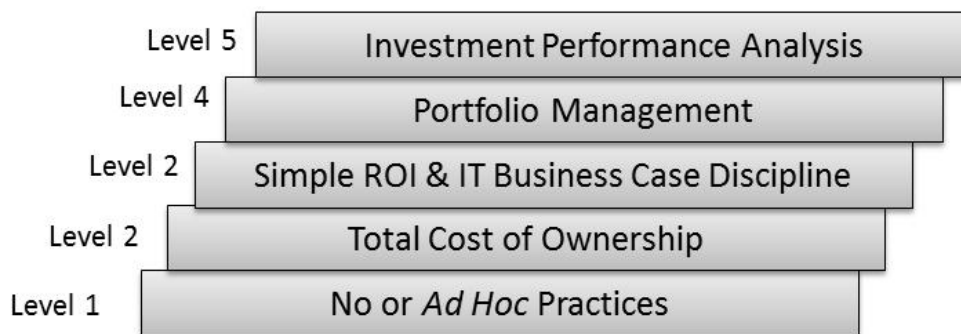 Level 5 Investment Performance Analysis
Level 4 Portfolio Management
Level 2 Simple ROI & IT Business Case Discipline
Level 2 Total Cost of Ownership
Level 1 No or Ad Hoc Practices